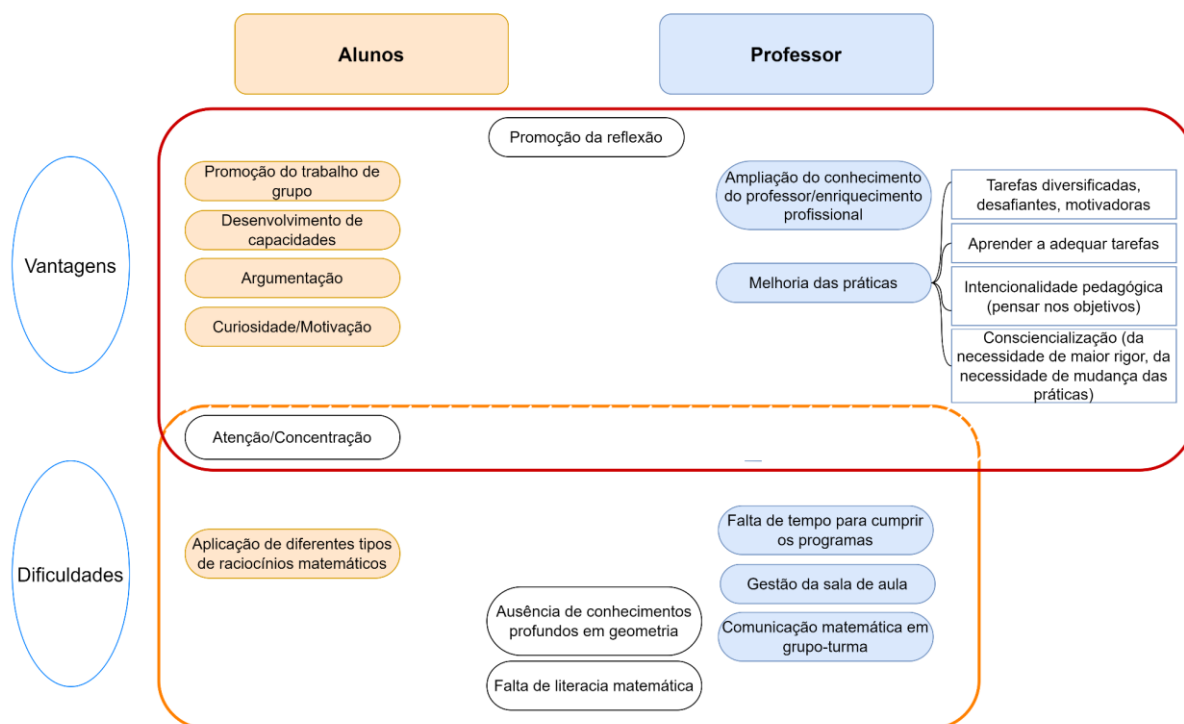 Alunos
Professor
Promoção da reflexão
Vantagens
Promoção do trabalho de
grupo
Desenvolvimento de
capacidades
Argumentação
Curiosidade/Motivação
Ampliação do conhecimento
do professor/enriquecimento
profissional
Melhoria das práticas
Tarefas diversificadas,
desafiantes, motivadoras
Aprender a adequar tarefas
Intencionalidade pedagógica
(pensar nos objetivos)
Consciencialização (da
necessidade de maior rigor, da
necessidade de mudança das
práticas)
Atenção/Concentração
Dificuldades
Aplicação de diferentes tipos
de raciocínios matemáticos
Ausência de conhecimentos
profundos em geometria
Falta de literacia matemática
Falta de tempo para cumprir
os programas
Gestão da sala de aula
Comunicação matemática em
grupo-turma